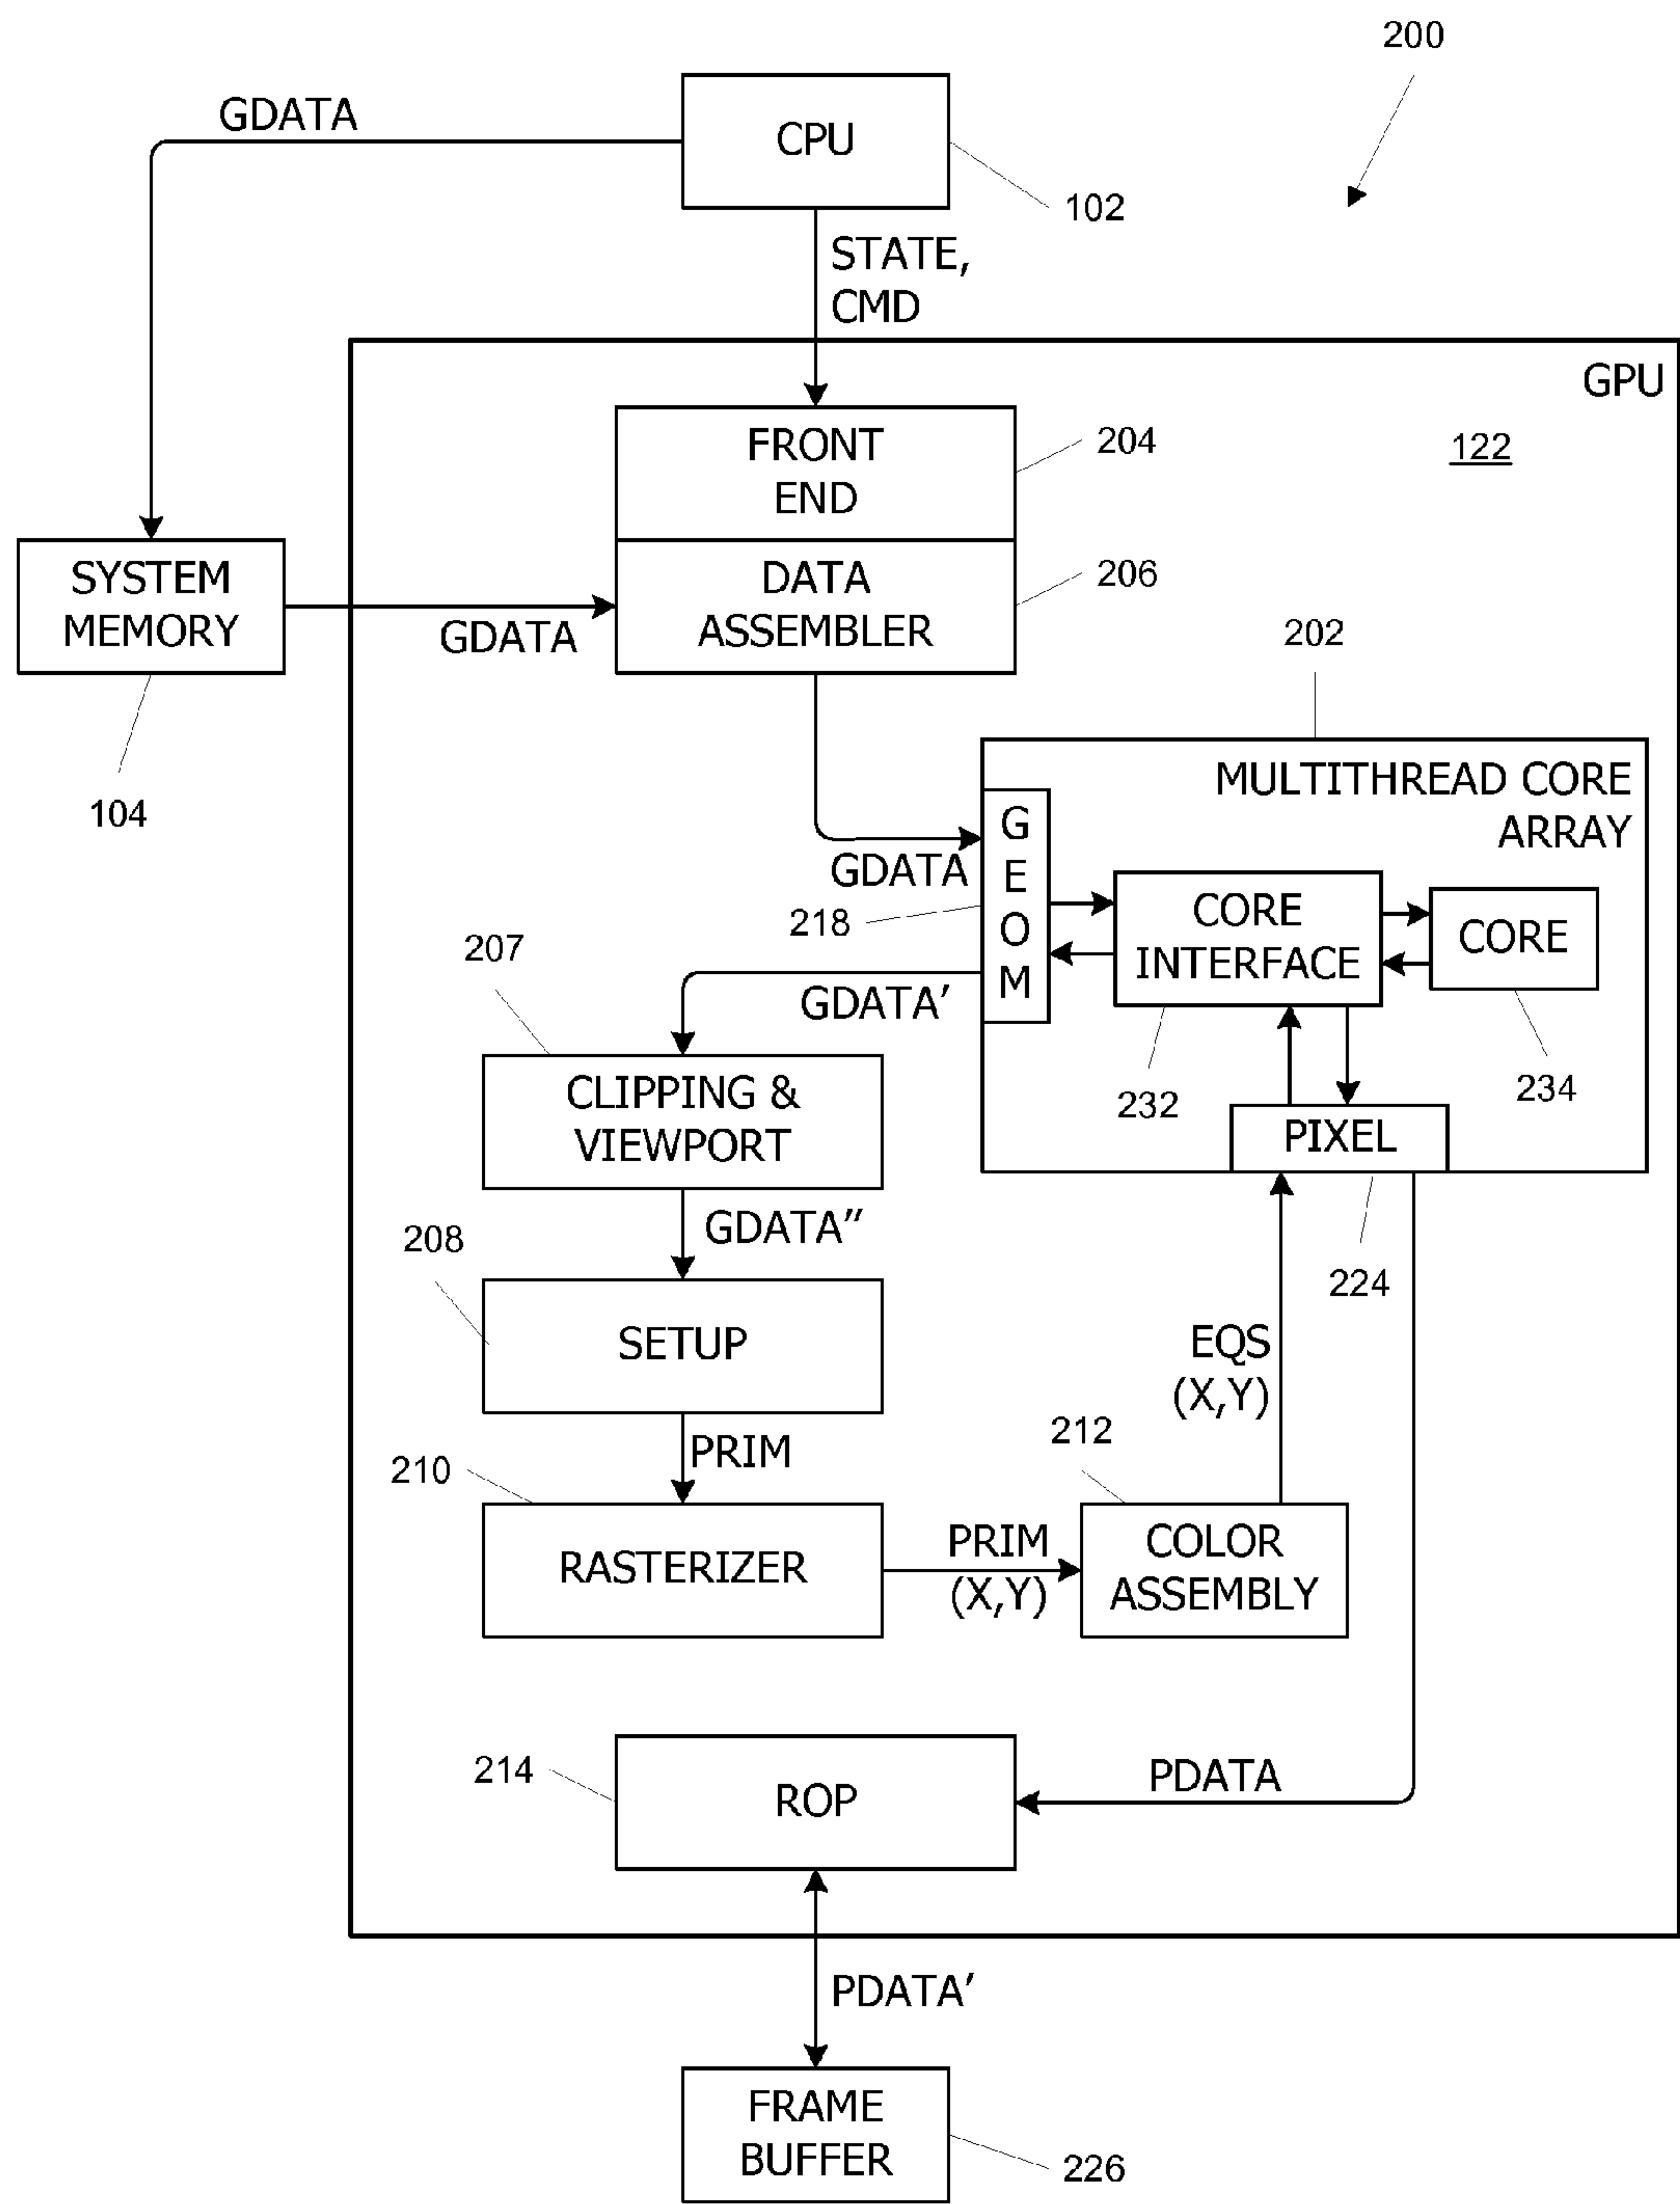 200
GDATA
CPU
102
STATE,
CMD
GPU
122
FRONT
END
204
SYSTEM
MEMORY
104
GDATA
DATA
ASSEMBLER
206
202
MULTITHREAD CORE
ARRAY
GDATA
218
G
E
O
M
CORE
INTERFACE
CORE
232
234
PIXEL
224
207
GDATA′
CLIPPING &
VIEWPORT
GDATA″
208
SETUP
PRIM
210
RASTERIZER
PRIM
(X,Y)
212
COLOR
ASSEMBLY
EQS
(X,Y)
214
ROP
PDATA
PDATA′
FRAME
BUFFER
226